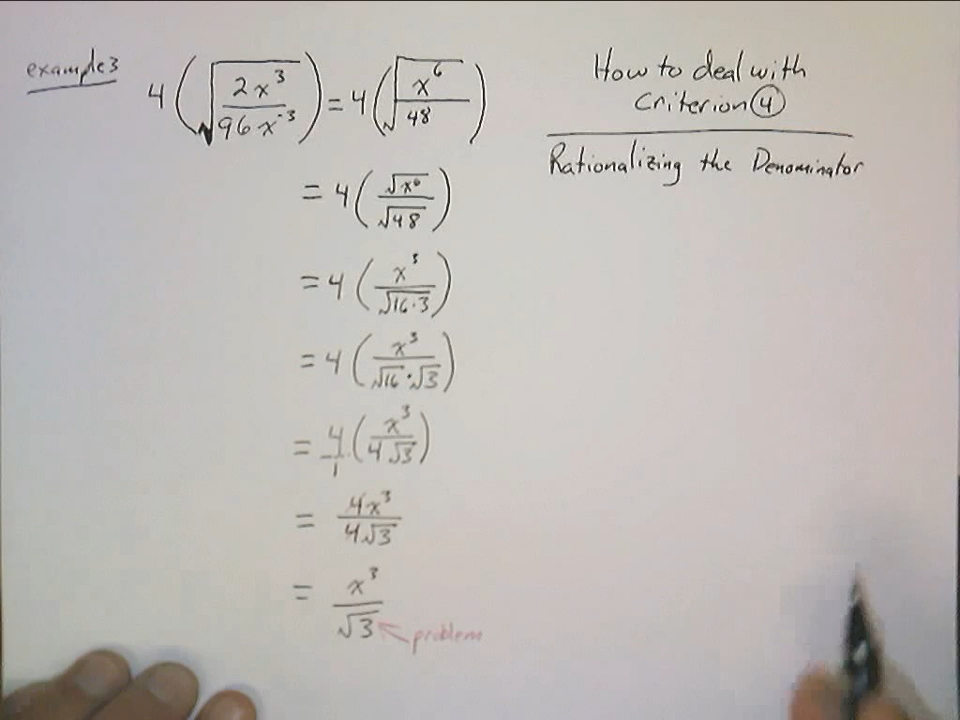 example 3
4(√(2x³/96x⁻³)) = 4(√(x⁶/48))
= 4(√x⁶/√48)
= 4(x³/√16·3)
= 4(x³/√16·√3)
= 4/1(x³/4√3)
= 4x³/4√3
= x³/√3 ← problem
How to deal with
Criterion ④
Rationalizing the Denominator